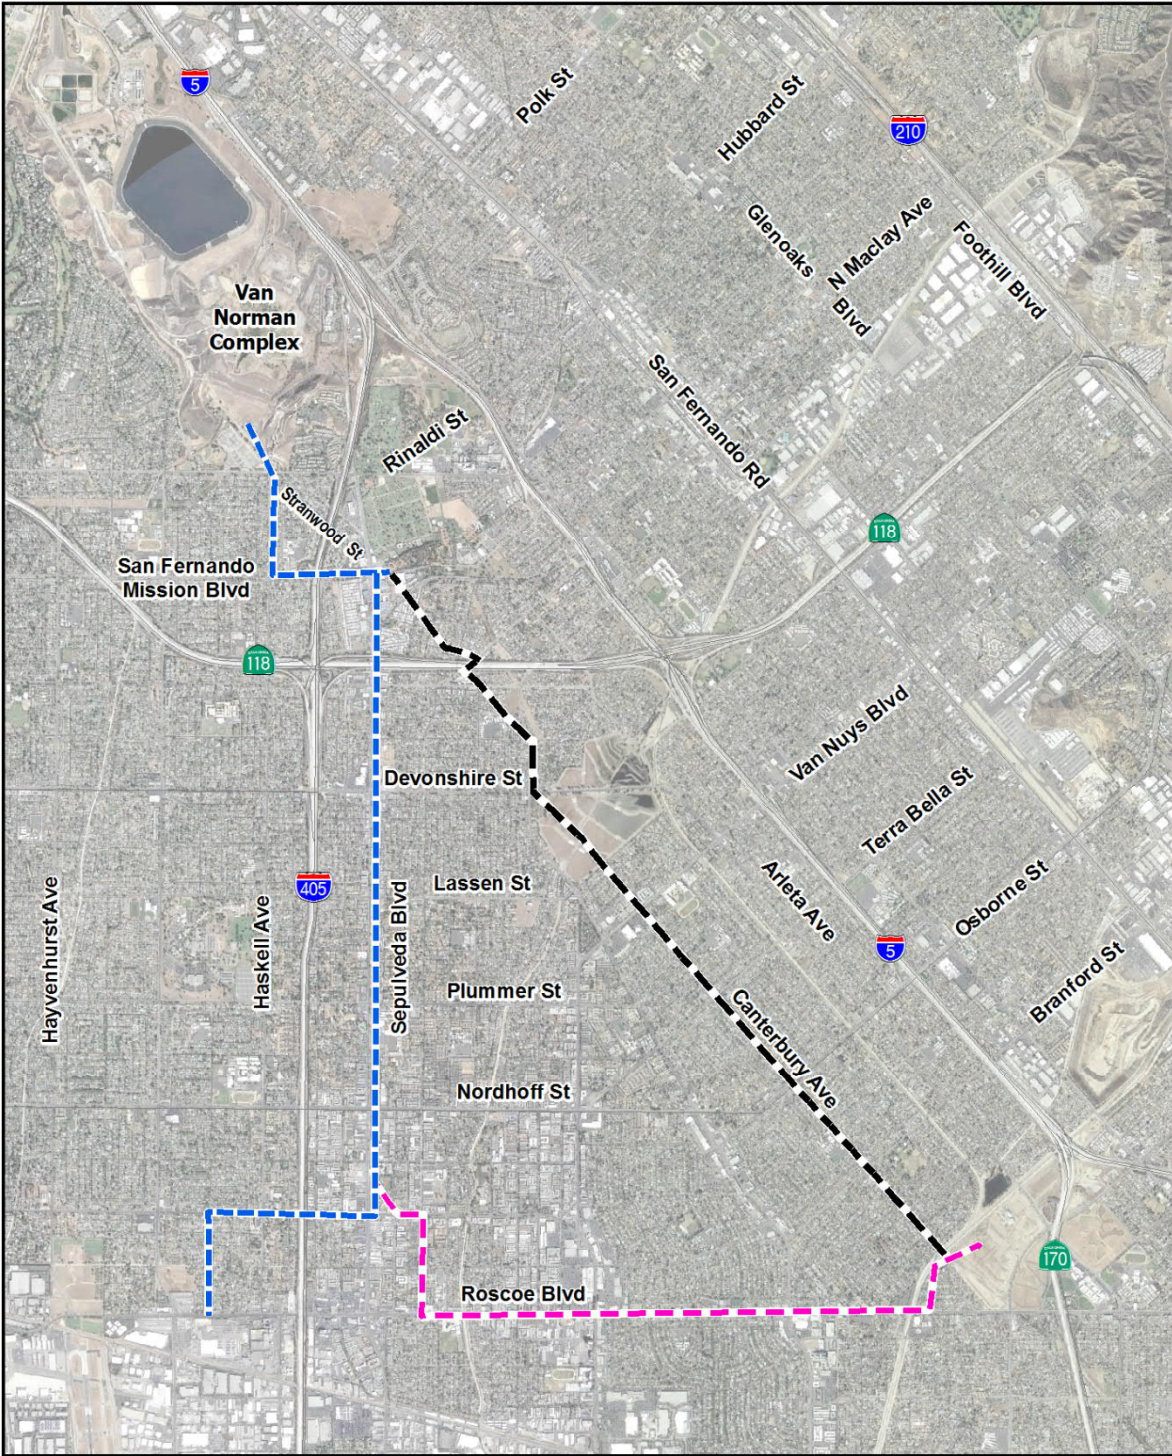 Polk St
5
Hubbard St
210
Glenoaks
Blvd
N Maclay Ave
Foothill Blvd
Van
Norman
Complex
San Fernando Rd
Rinaldi St
Stranwood St
118
San Fernando
Mission Blvd
118
Van Nuys Blvd
Devonshire St
Terra Bella St
Lassen St
405
Arleta Ave
Osborne St
Hayvenhurst Ave
Haskell Ave
Sepulveda Blvd
5
Plummer St
Branford St
Canterbury Ave
Nordhoff St
170
Roscoe Blvd